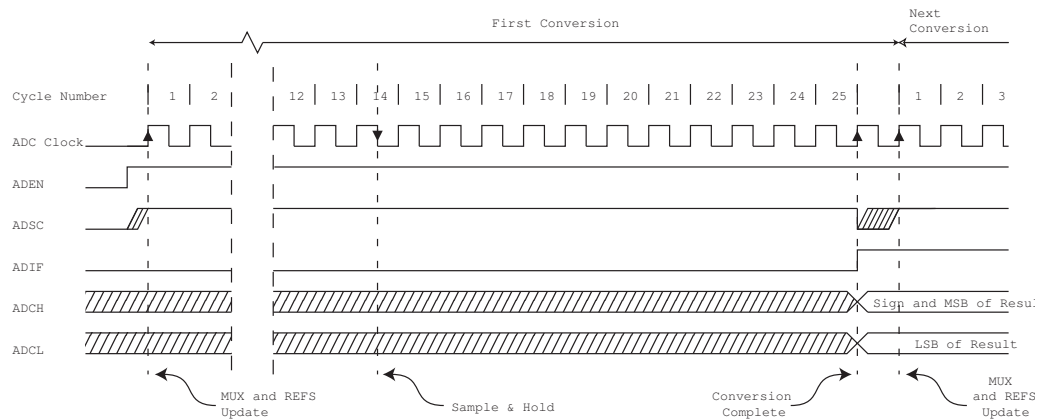 First Conversion
Next
Conversion
Cycle Number 1 2 12 13 14 15 16 17 18 19 20 21 22 23 24 25 1 2 3
ADC Clock
ADEN
ADSC
ADIF
ADCH Sign and MSB of Resul
ADCL LSB of Result
MUX and REFS
Update
Sample & Hold
Conversion
Complete
MUX
and REFS
Update